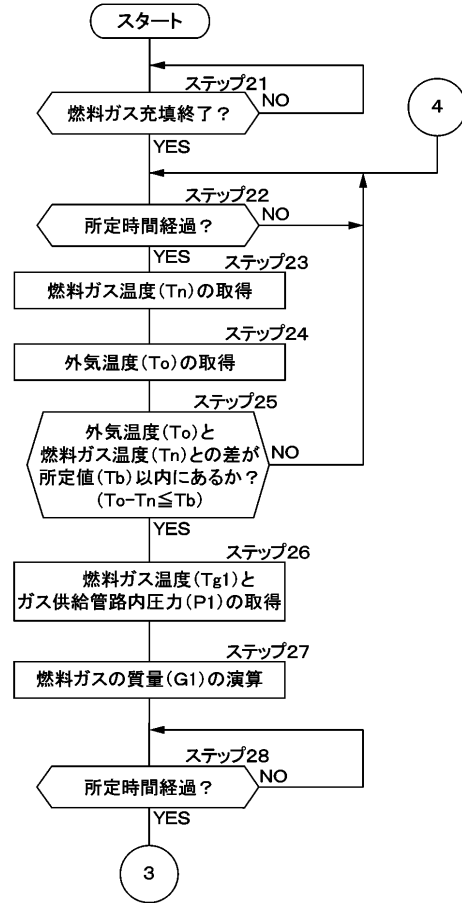 スタート
ステップ21
燃料ガス充填終了？
NO
YES
4
ステップ22
所定時間経過？
NO
YES
ステップ23
燃料ガス温度(Tn)の取得
ステップ24
外気温度(To)の取得
ステップ25
外気温度(To)と
燃料ガス温度(Tn)との差が
所定値(Tb)以内にあるか？
(To-Tn≦Tb)
NO
YES
ステップ26
燃料ガス温度(Tg1)と
ガス供給管路内圧力(P1)の取得
ステップ27
燃料ガスの質量(G1)の演算
ステップ28
所定時間経過？
NO
YES
3